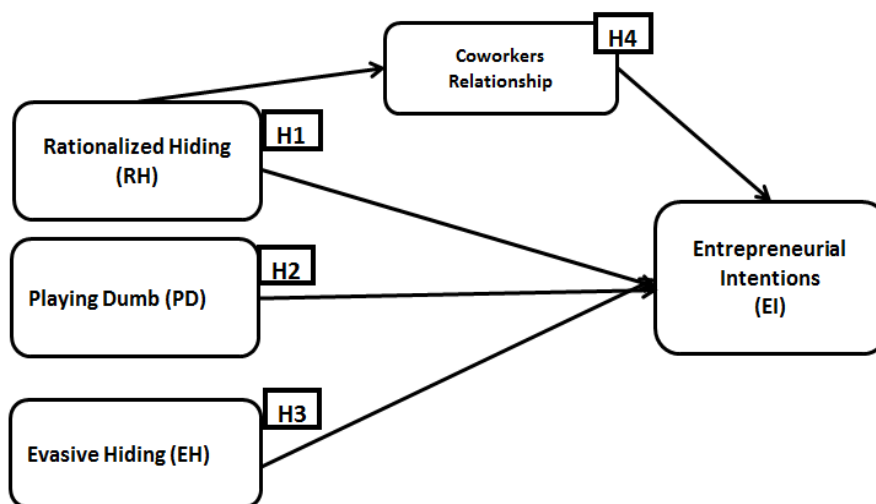 H4
Coworkers
Relationship
H1
Rationalized Hiding
(RH)
Entrepreneurial
Intentions
(EI)
H2
Playing Dumb (PD)
H3
Evasive Hiding (EH)